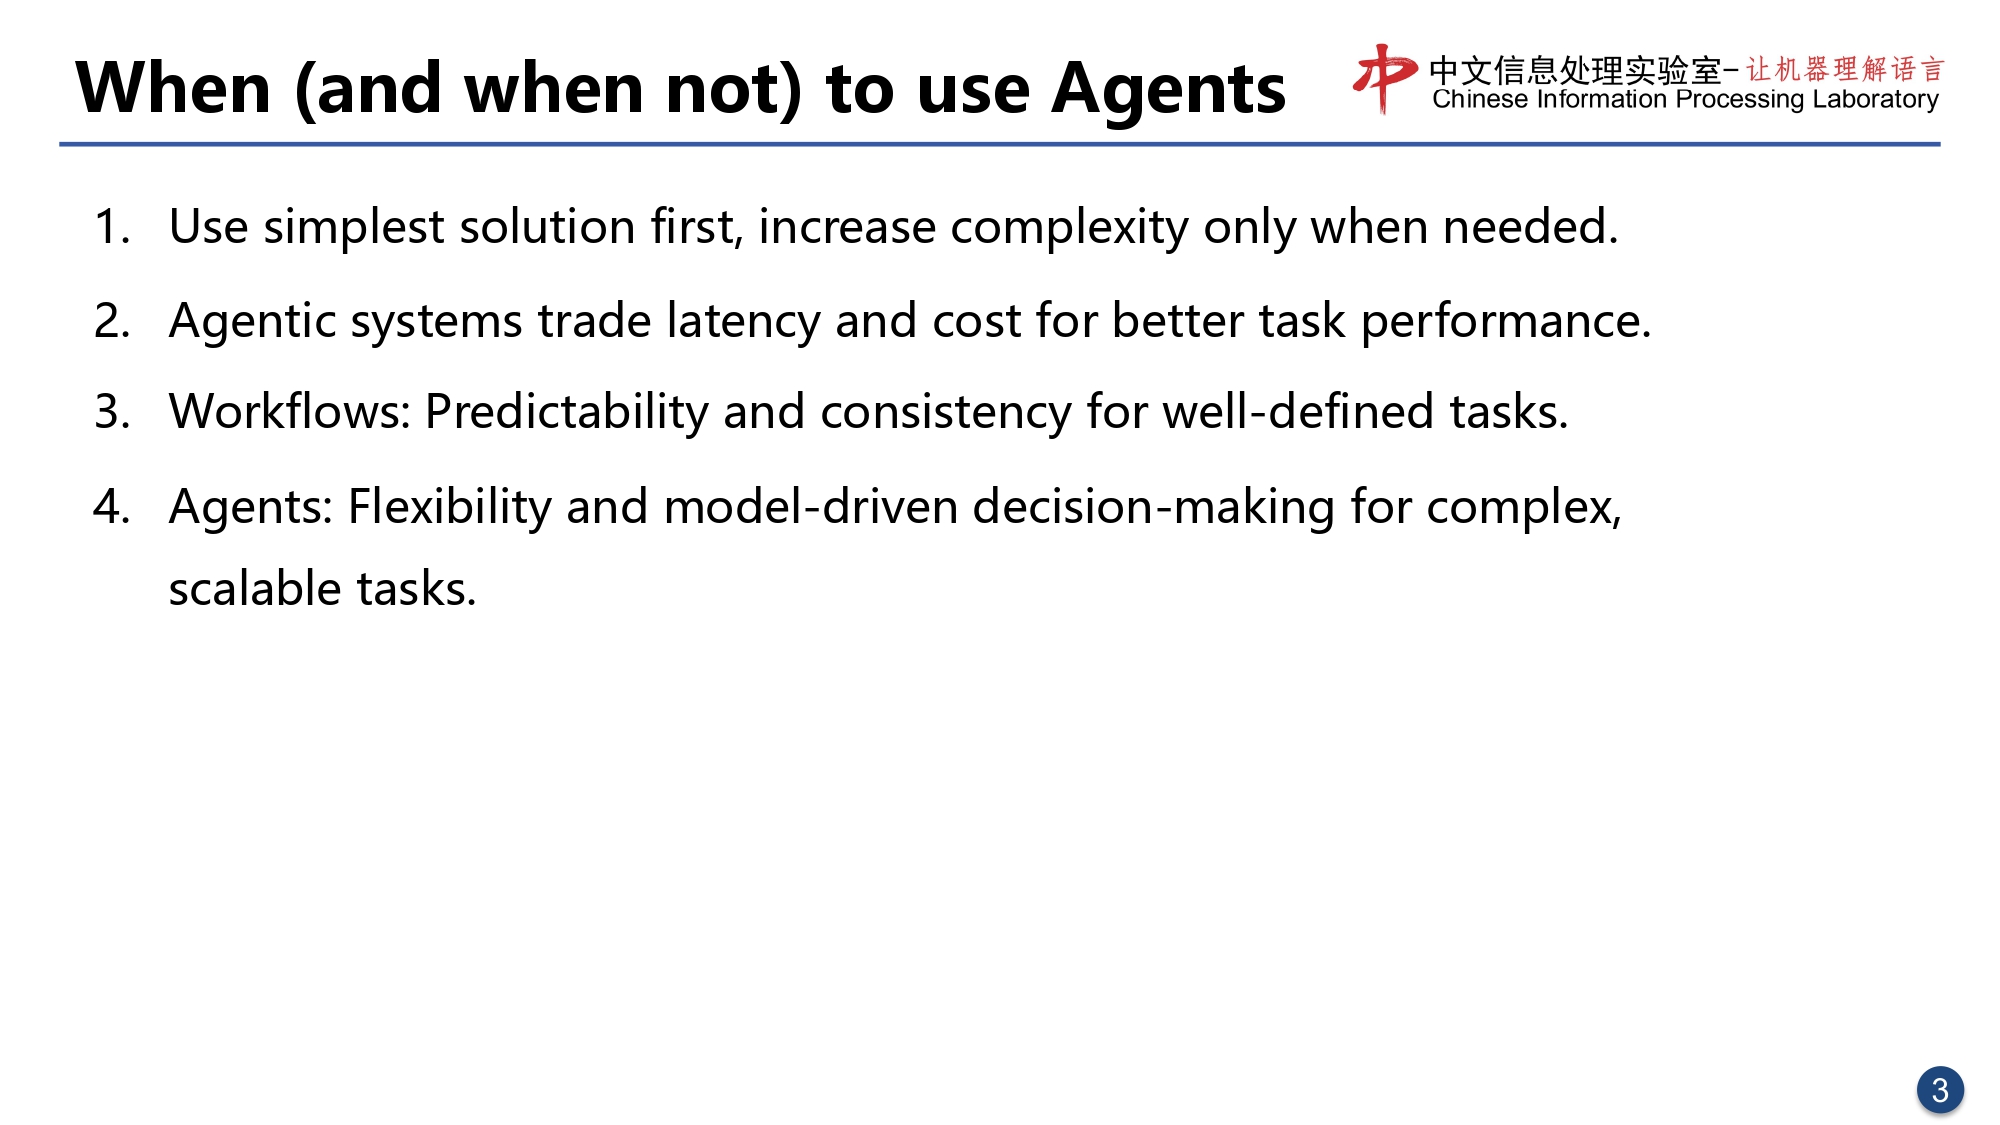 When (and when not) to use Agents
中文信息处理实验室-让机器理解语言
Chinese Information Processing Laboratory
1. Use simplest solution first, increase complexity only when needed.
2. Agentic systems trade latency and cost for better task performance.
3. Workflows: Predictability and consistency for well-defined tasks.
4. Agents: Flexibility and model-driven decision-making for complex,
scalable tasks.
3